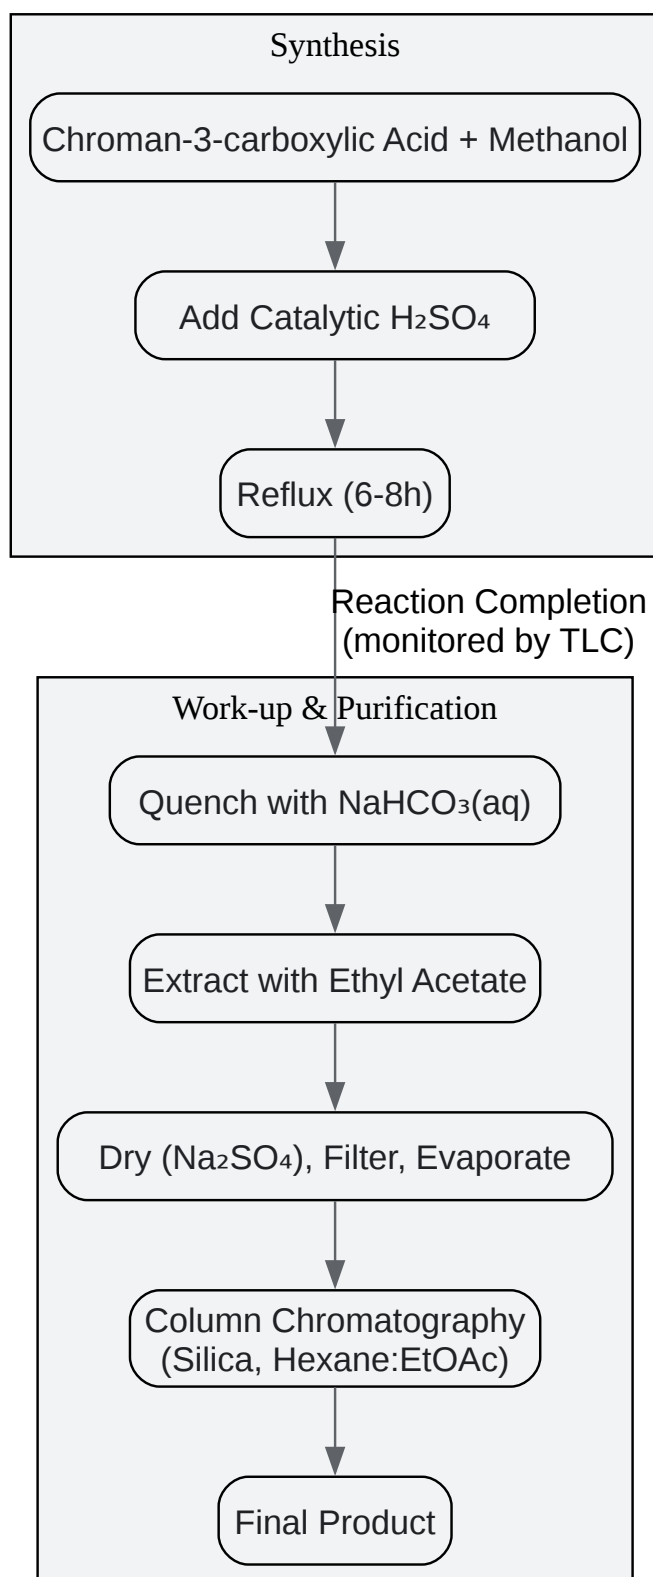 Synthesis
Chroman-3-carboxylic Acid + Methanol
Add Catalytic H₂SO₄
Reflux (6-8h)
Reaction Completion
(monitored by TLC)
Work-up & Purification
Quench with NaHCO₃(aq)
Extract with Ethyl Acetate
Dry (Na₂SO₄), Filter, Evaporate
Column Chromatography
(Silica, Hexane:EtOAc)
Final Product